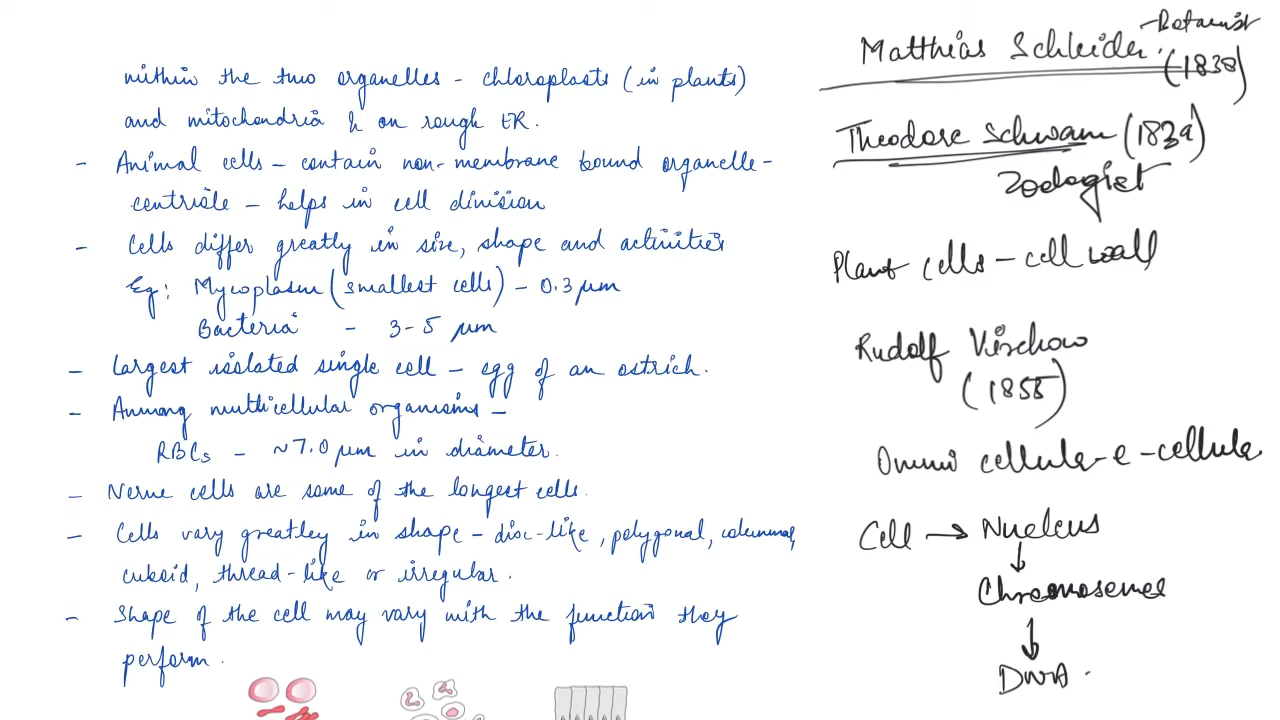 within the two organelles - chloroplasts (in plants)
and mitochondria & on rough ER.
- Animal cells - contain non-membrane bound organelle -
centriole - helps in cell division
- Cells differ greatly in size, shape and activities
Eg: Mycoplasm (smallest cells) - 0.3 µm
Bacteria - 3-5 µm
- Largest isolated single cell - egg of an ostrich.
- Among multicellular organisms -
RBCs - ~7.0 µm in diameter.
- Nerve cells are some of the longest cells.
- Cells vary greatley in shape - disc-like, polygonal, columnar,
cuboid, thread-like or irregular.
- Shape of the cell may vary with the function they
perform.
- Botanist
Matthias Schleiden.
(1838)
Theodore Schwann (1839)
Zoologist
Plant cells - cell wall
Rudolf Virchow
(1855)
Omni cellula-e-cellula
Cell → Nucleus
↓
Chromosomes
↓
DNA.